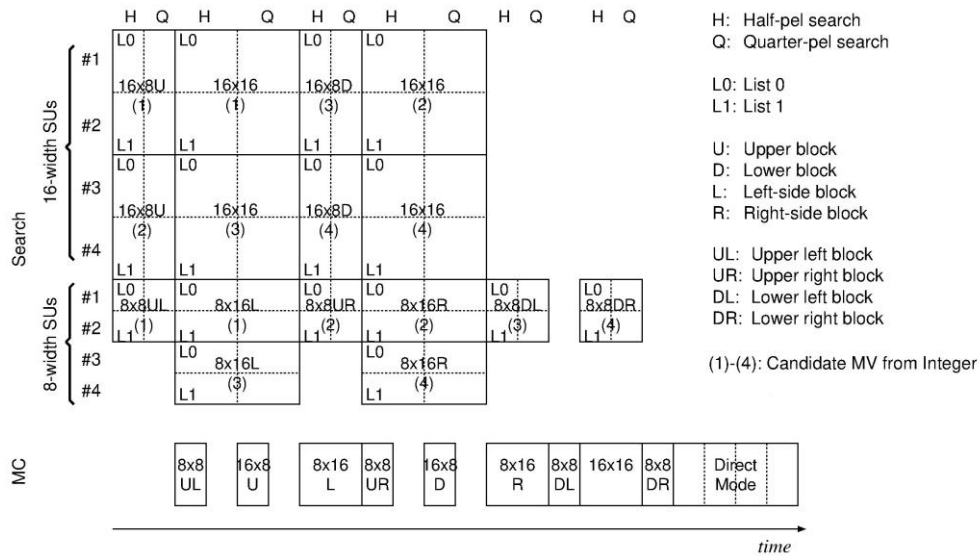 H Q H Q H Q H Q H Q H Q
Search
16-width SUs
#1
#2
#3
#4
L0 L0 L0 L0
16x8U 16x16 16x8D 16x16
(1) (1) (3) (2)
L1 L1 L1 L1
L0 L0 L0 L0
16x8U 16x16 16x8D 16x16
(2) (3) (4) (4)
L1 L1 L1 L1
8-width SUs
#1
#2
#3
#4
L0 L0 L0 L0 L0 L0
8x8UL 8x16L 8x8UR 8x16R 8x8DL 8x8DR
(1) (1) (2) (2) (3) (4)
L1 L1 L1 L1 L1 L1
L0 L0
8x16L 8x16R
(3) (4)
L1 L1
MC
8x8 16x8 8x16 8x8 16x8 8x16 8x8 16x16 8x8 Direct
UL U L UR D R DL DR Mode
time
H: Half-pel search
Q: Quarter-pel search
L0: List 0
L1: List 1
U: Upper block
D: Lower block
L: Left-side block
R: Right-side block
UL: Upper left block
UR: Upper right block
DL: Lower left block
DR: Lower right block
(1)-(4): Candidate MV from Integer